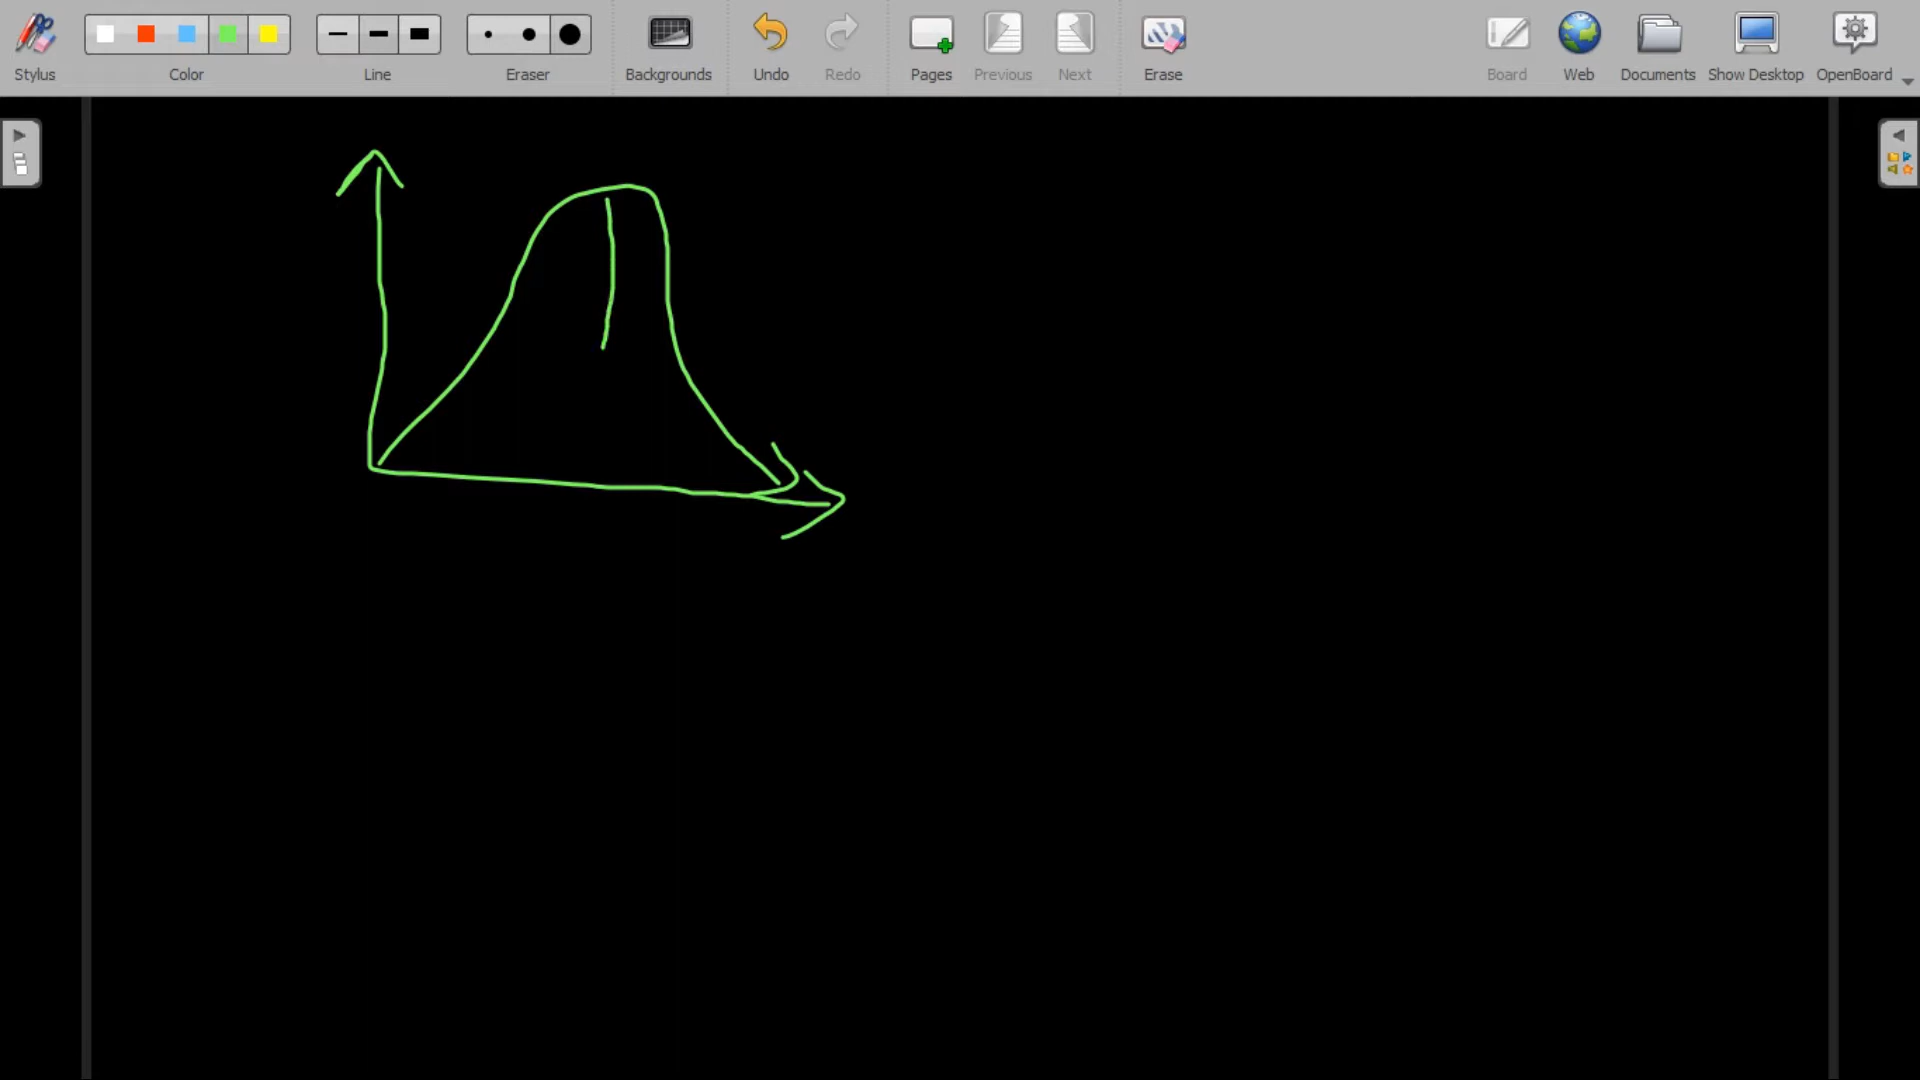 Stylus
Color
Line
Eraser
Backgrounds
Undo
Redo
Pages
Previous
Next
Erase
Board
Web
Documents
Show Desktop
OpenBoard